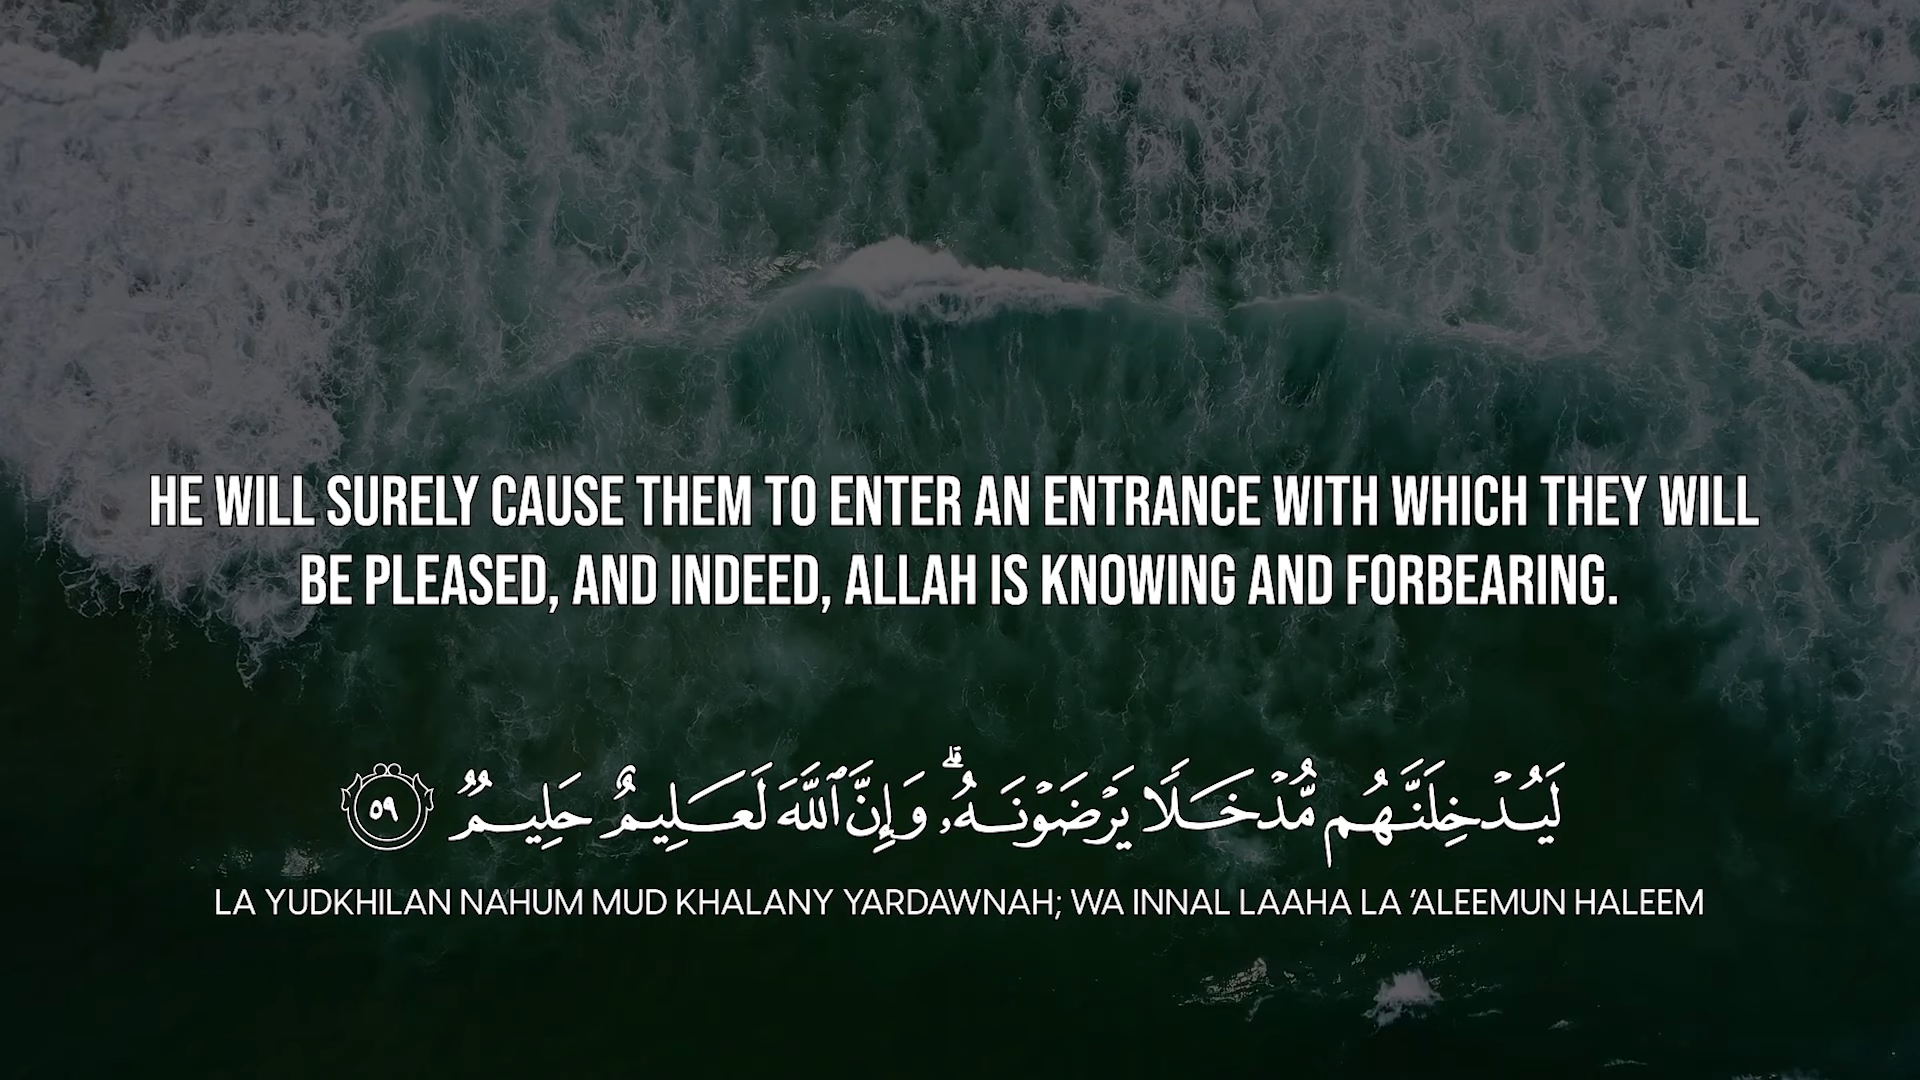 HE WILL SURELY CAUSE THEM TO ENTER AN ENTRANCE WITH WHICH THEY WILL
BE PLEASED, AND INDEED, ALLAH IS KNOWING AND FORBEARING.
لَيُدْخِلَنَّهُم مُّدْخَلًا يَرْضَوْنَهُۥ ۗ وَإِنَّ ٱللَّهَ لَعَلِيمٌ حَلِيمٌ ٥٩
LA YUDKHILAN NAHUM MUD KHALANY YARDAWNAH; WA INNAL LAAHA LA ‘ALEEMUN HALEEM